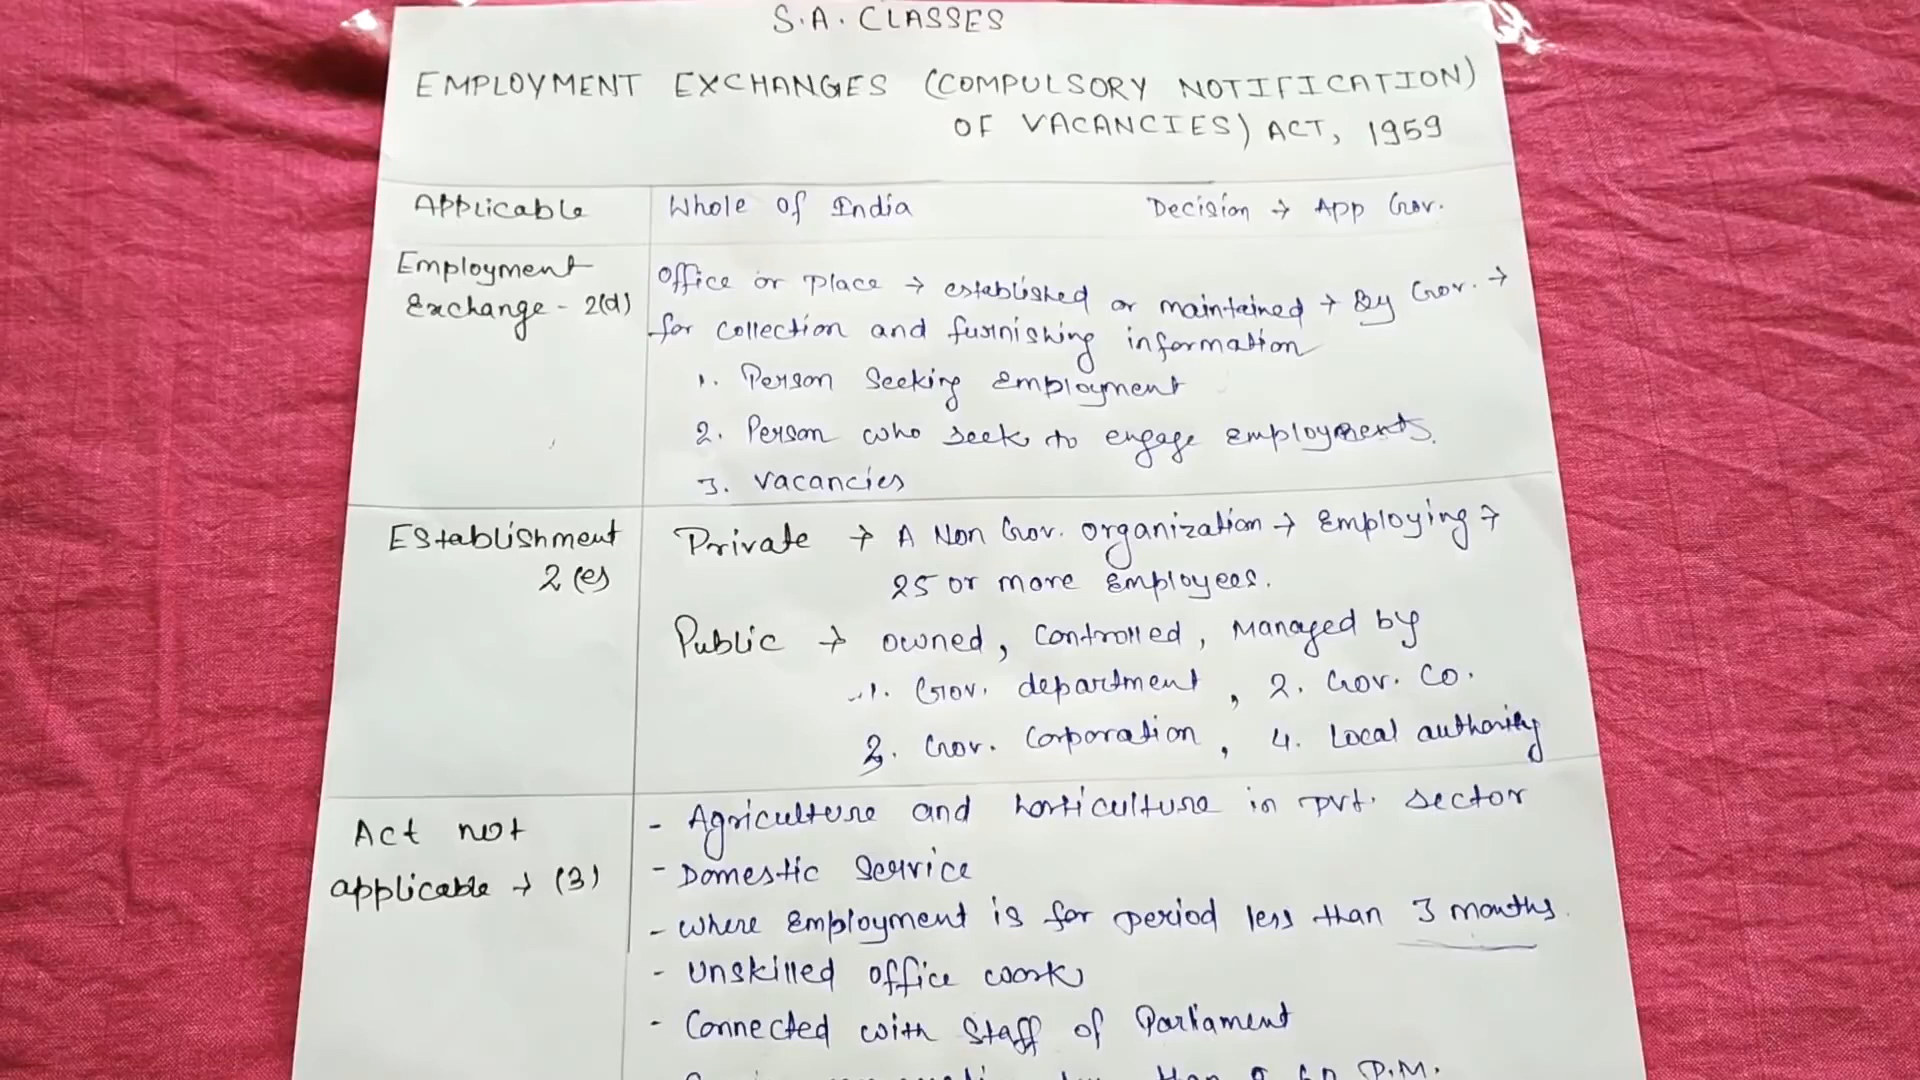 S.A. CLASSES
EMPLOYMENT EXCHANGES (COMPULSORY NOTIFICATION)
OF VACANCIES) ACT, 1959
Applicable
Whole of India Decision → App Gov.
Employment
Exchange - 2(d)
Office or place → established or maintained → By Gov. →
for collection and furnishing information
1. Person seeking employment
2. Person who seek to engage employments.
3. vacancies
Establishment
2(e)
Private → A Non Gov. organization → Employing →
25 or more employees.
Public → owned, controlled, managed by
1. Gov. department, 2. Gov. Co.
3. Gov. Corporation, 4. Local authority
Act not
applicable → (3)
- Agriculture and horticulture in pvt. sector
- Domestic service
- where employment is for period less than 3 months.
- Unskilled office work
- Connected with staff of Parliament
60 P.M.